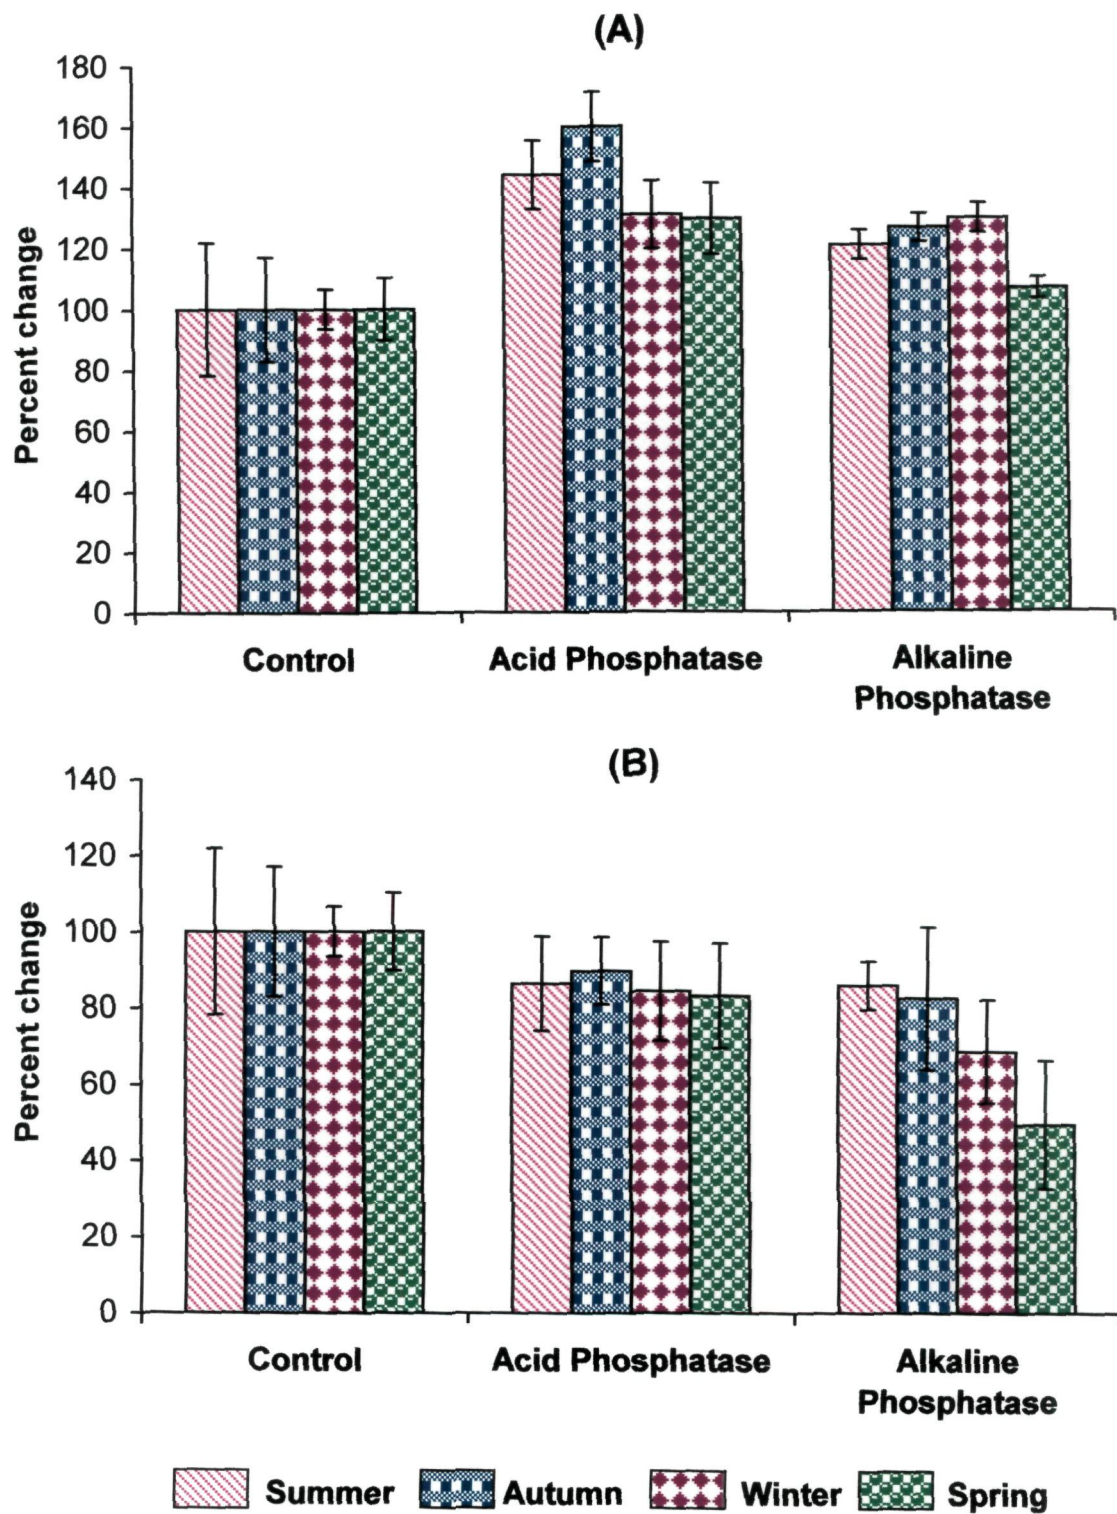 (A)
180
160
140
120
100
80
60
40
20
0
Percent change
Control
Acid Phosphatase
Alkaline
Phosphatase
(B)
140
120
100
80
60
40
20
0
Percent change
Control
Acid Phosphatase
Alkaline
Phosphatase
Summer Autumn Winter Spring